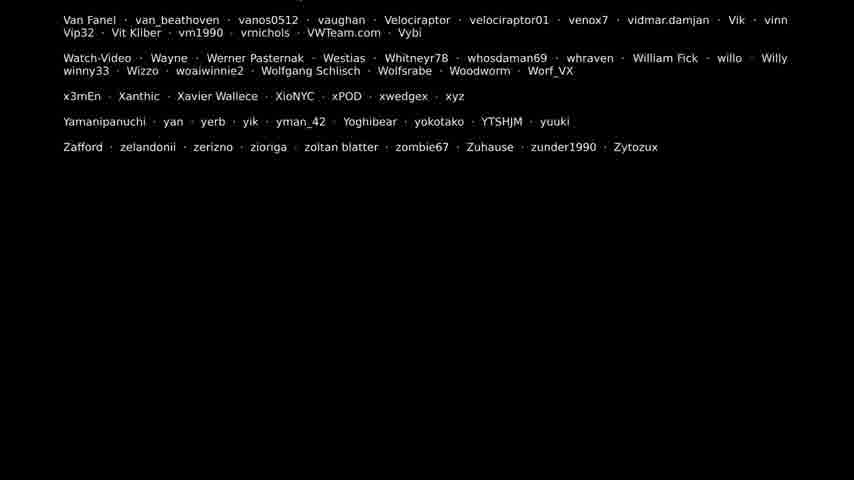 Van Fanel · van_beathoven · vanos0512 · vaughan · Velociraptor · velociraptor01 · venox7 · vidmar.damjan · Vik · vinn
Vip32 · Vit Kliber · vm1990 · vmichols · VWTeam.com · Vybi
Watch-Video · Wayne · Werner Pasternak · Westias · Whitneyr78 · whosdaman69 · whraven · William Fick · willo · Willy
winny33 · Wizzo · woaiwinnie2 · Wolfgang Schlisch · Wolfsrabe · Woodworm · Worf_VX
x3mEn · Xanthic · Xavier Wallece · XioNYC · xPOD · xwedgex · xyz
Yamanipanuchi · yan · yerb · yik · yman_42 · Yoghibear · yokotako · YTSHJM · yuuki
Zafford · zelandonii · zerizno · zioriga · zoltan blatter · zombie67 · Zuhause · zunder1990 · Zytozux